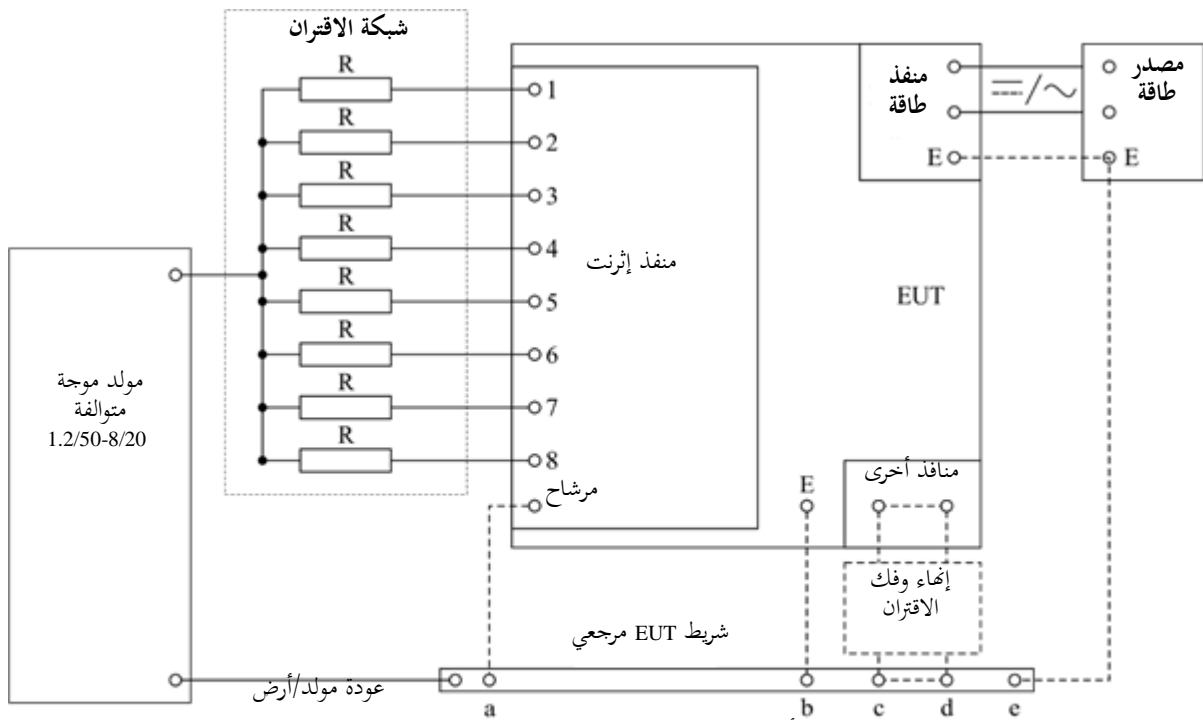 شبكة الاقتران
R
1
R
2
R
3
R
4
R
5
R
6
R
7
R
8
مرشاح
منفذ إثرنت
مولد موجة
متوالفة
1.2/50-8/20
منفذ
طاقة
E
مصدر
طاقة
E
EUT
E
منافذ أخرى
إنهاء وفك
الاقتران
شريط EUT مرجعي
عودة مولد/أرض
a
b
c
d
e